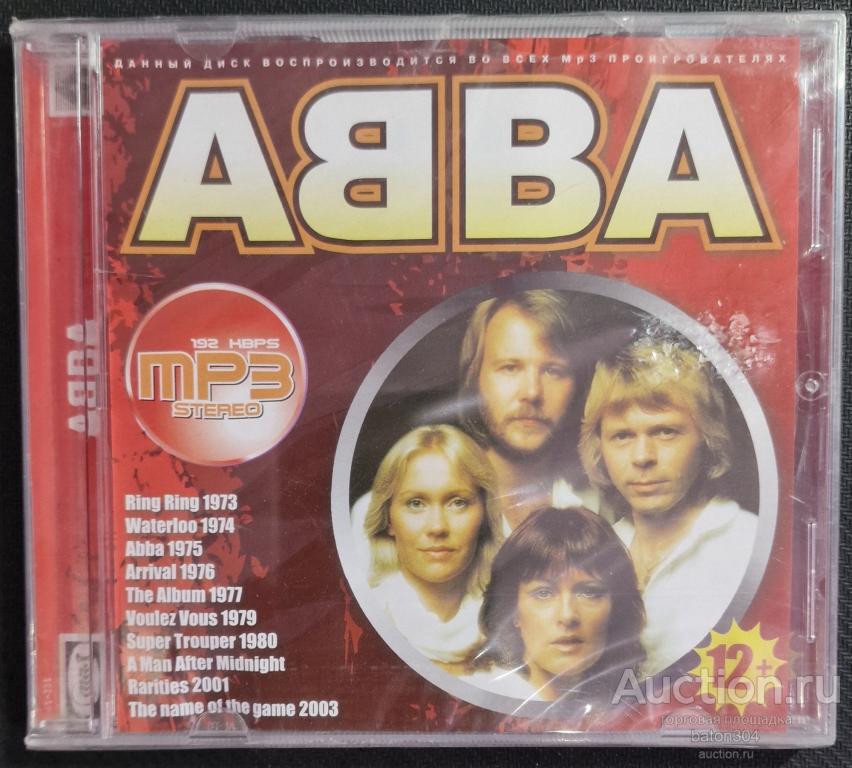 ДАННЫЙ ДИСК ВОСПРОИЗВОДИТСЯ ВО ВСЕХ Mp3 ПРОИГРОВАТЕЛЯХ
ABBA
192 KBPS
MP3
STEREO
ABBA
Ring Ring 1973
Waterloo 1974
Abba 1975
Arrival 1976
The Album 1977
Voulez Vous 1979
Super Trouper 1980
A Man After Midnight
Rarities 2001
The name of the game 2003
12+
Auction.ru
торговая площадка
baton304
auction.ru